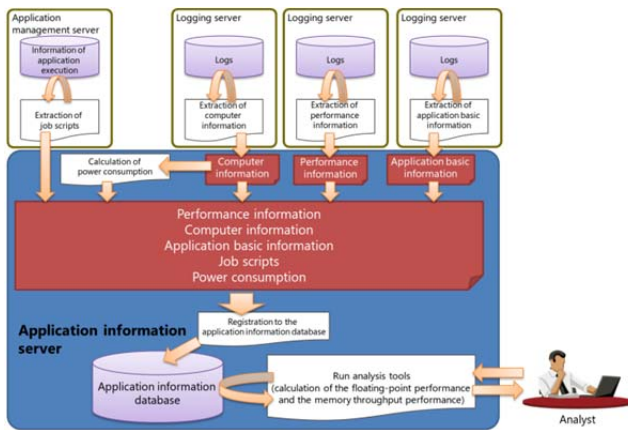 Application
management server
Information of
application
execution
Extraction of
job scripts
Logging server
Logs
Extraction of
computer
information
Logging server
Logs
Extraction of
performance
information
Logging server
Logs
Extraction of
application basic
information
Calculation of
power consumption
Computer
information
Performance
information
Application basic
information
Performance information
Computer information
Application basic information
Job scripts
Power consumption
Registration to the
application information database
Application information
server
Application information
database
Run analysis tools
(calculation of the floating-point performance
and the memory throughput performance)
Analyst